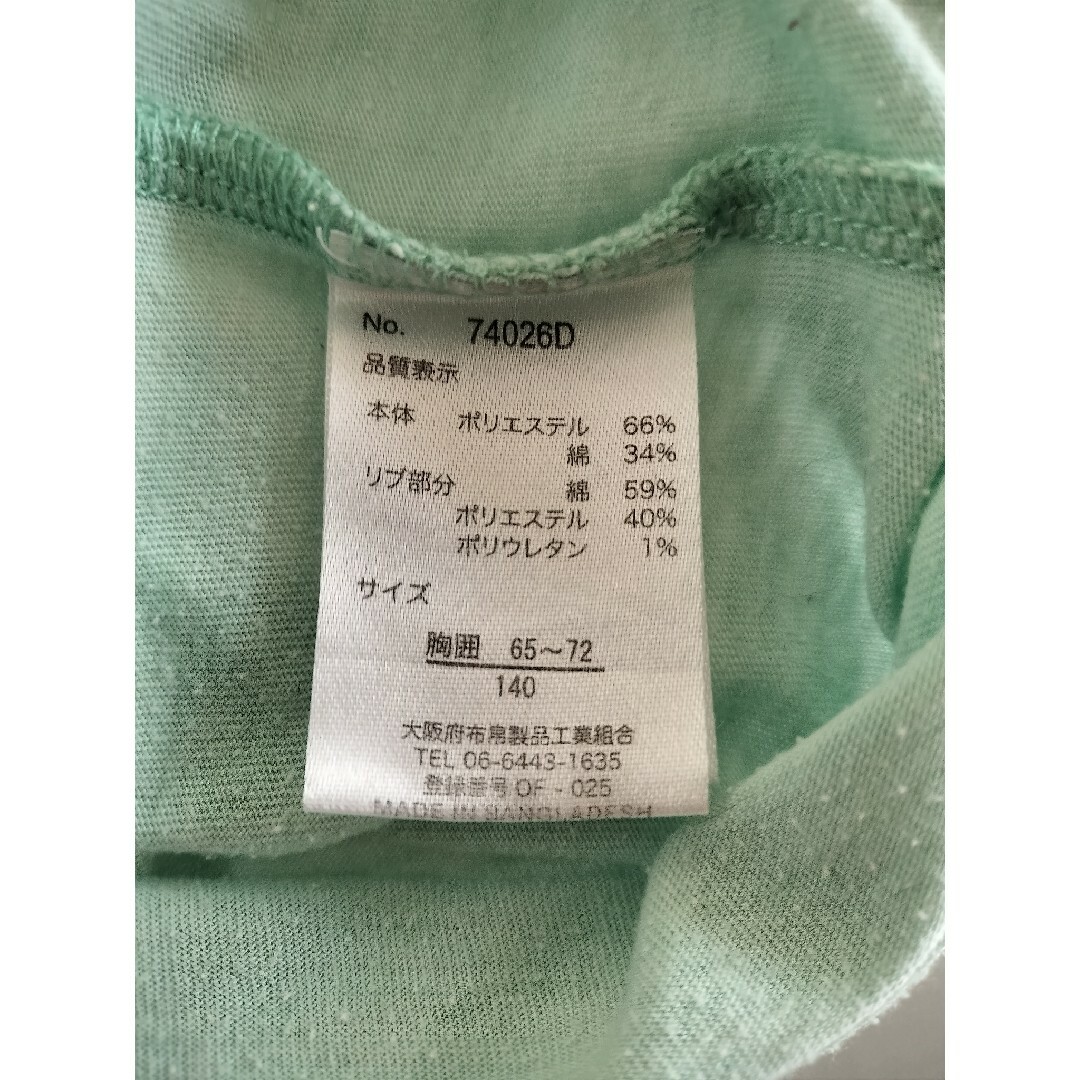 No. 74026D
品質表示
本体 ポリエステル 66%
綿 34%
リブ部分 綿 59%
ポリエステル 40%
ポリウレタン 1%
サイズ
胸囲 65~72
140
大阪府布帛製品工業組合
TEL 06-6443-1635
登録番号 OF - 025
MADE IN BANGLADESH